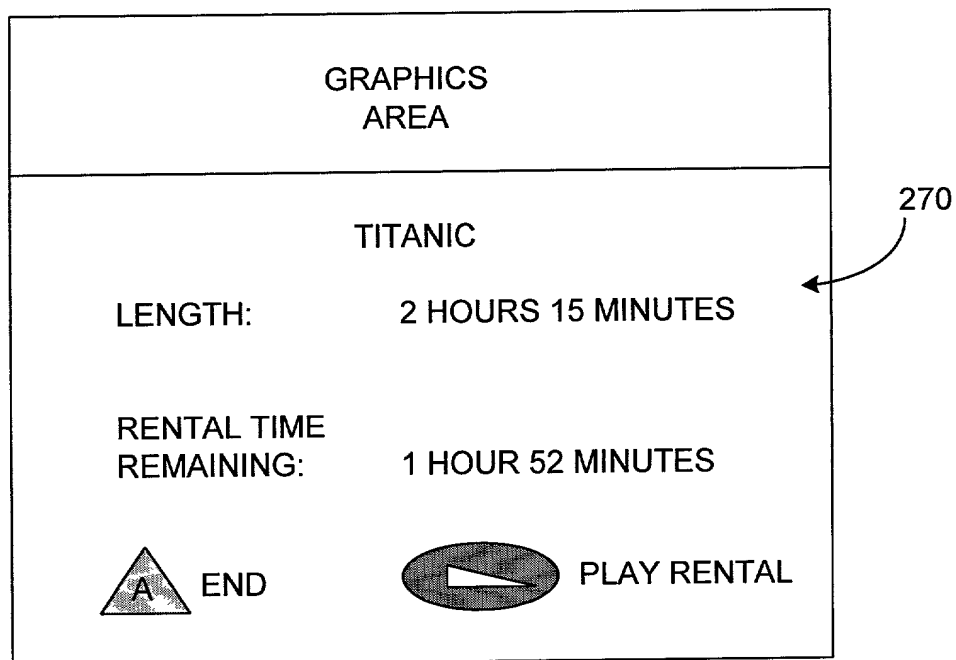 GRAPHICS
AREA
270
TITANIC
LENGTH: 2 HOURS 15 MINUTES
RENTAL TIME
REMAINING: 1 HOUR 52 MINUTES
A END PLAY RENTAL